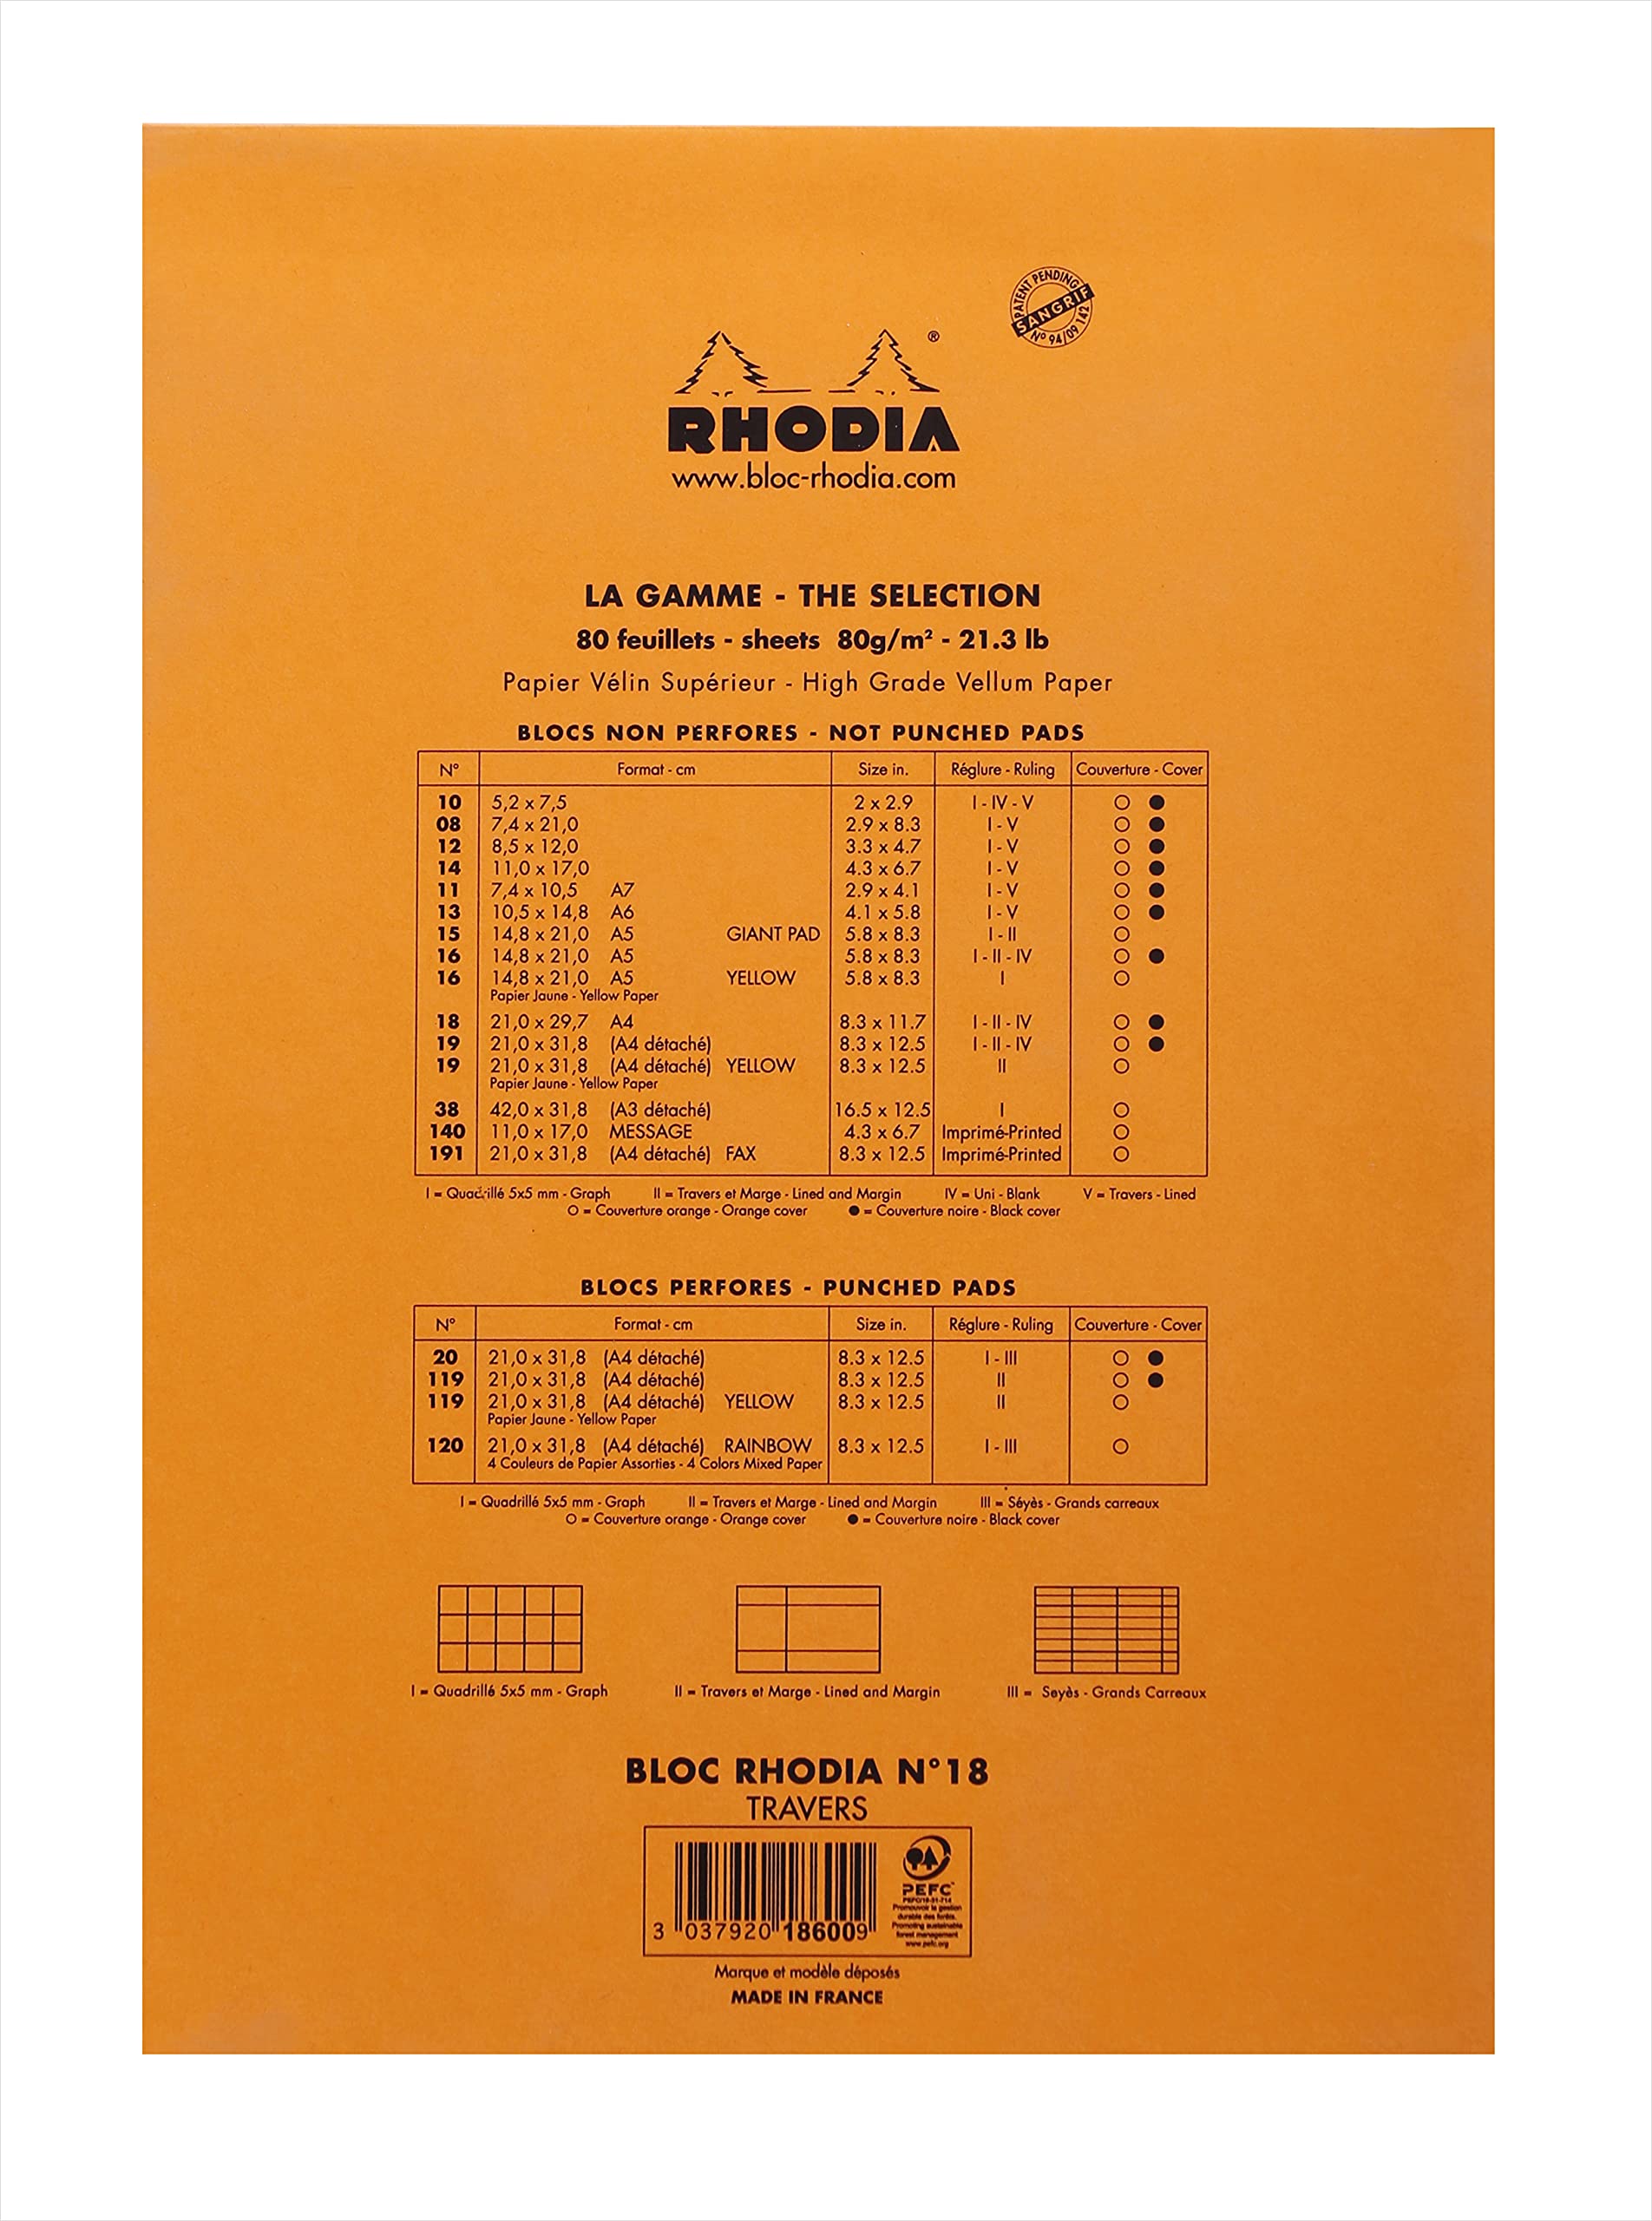 PATENT PENDING
SANGRIF
N° 94/09 142
®
RHODIA
www.bloc-rhodia.com
LA GAMME - THE SELECTION
80 feuillets - sheets 80g/m² - 21.3 lb
Papier Vélin Supérieur - High Grade Vellum Paper
BLOCS NON PERFORES - NOT PUNCHED PADS
N° Format - cm Size in. Réglure - Ruling Couverture - Cover
10 5,2 x 7,5 2 x 2.9 I - IV - V ○ ●
08 7,4 x 21,0 2.9 x 8.3 I - V ○ ●
12 8,5 x 12,0 3.3 x 4.7 I - V ○ ●
14 11,0 x 17,0 4.3 x 6.7 I - V ○ ●
11 7,4 x 10,5 A7 2.9 x 4.1 I - V ○ ●
13 10,5 x 14,8 A6 4.1 x 5.8 I - V ○ ●
15 14,8 x 21,0 A5 GIANT PAD 5.8 x 8.3 I - II ○
16 14,8 x 21,0 A5 5.8 x 8.3 I - II - IV ○ ●
16 14,8 x 21,0 A5 YELLOW 5.8 x 8.3 I ○
Papier Jaune - Yellow Paper
18 21,0 x 29,7 A4 8.3 x 11.7 I - II - IV ○ ●
19 21,0 x 31,8 (A4 détaché) 8.3 x 12.5 I - II - IV ○ ●
19 21,0 x 31,8 (A4 détaché) YELLOW 8.3 x 12.5 II ○
Papier Jaune - Yellow Paper
38 42,0 x 31,8 (A3 détaché) 16.5 x 12.5 I ○
140 11,0 x 17,0 MESSAGE 4.3 x 6.7 Imprimé-Printed ○
191 21,0 x 31,8 (A4 détaché) FAX 8.3 x 12.5 Imprimé-Printed ○
I = Quadrillé 5x5 mm - Graph II = Travers et Marge - Lined and Margin IV = Uni - Blank V = Travers - Lined
○ = Couverture orange - Orange cover ● = Couverture noire - Black cover
BLOCS PERFORES - PUNCHED PADS
N° Format - cm Size in. Réglure - Ruling Couverture - Cover
20 21,0 x 31,8 (A4 détaché) 8.3 x 12.5 I - III ○ ●
119 21,0 x 31,8 (A4 détaché) 8.3 x 12.5 II ○ ●
119 21,0 x 31,8 (A4 détaché) YELLOW 8.3 x 12.5 II ○
Papier Jaune - Yellow Paper
120 21,0 x 31,8 (A4 détaché) RAINBOW 8.3 x 12.5 I - III ○
4 Couleurs de Papier Assorties - 4 Colors Mixed Paper
I = Quadrillé 5x5 mm - Graph II = Travers et Marge - Lined and Margin III = Séyès - Grands carreaux
○ = Couverture orange - Orange cover ● = Couverture noire - Black cover
I = Quadrillé 5x5 mm - Graph II = Travers et Marge - Lined and Margin III = Seyès - Grands Carreaux
BLOC RHODIA N°18
TRAVERS
3 037920 186009
PEFC
PEFC/10-31-714
Promouvoir la gestion
durable des forêts.
Promoting sustainable
forest management
www.pefc.org
Marque et modèle déposés
MADE IN FRANCE